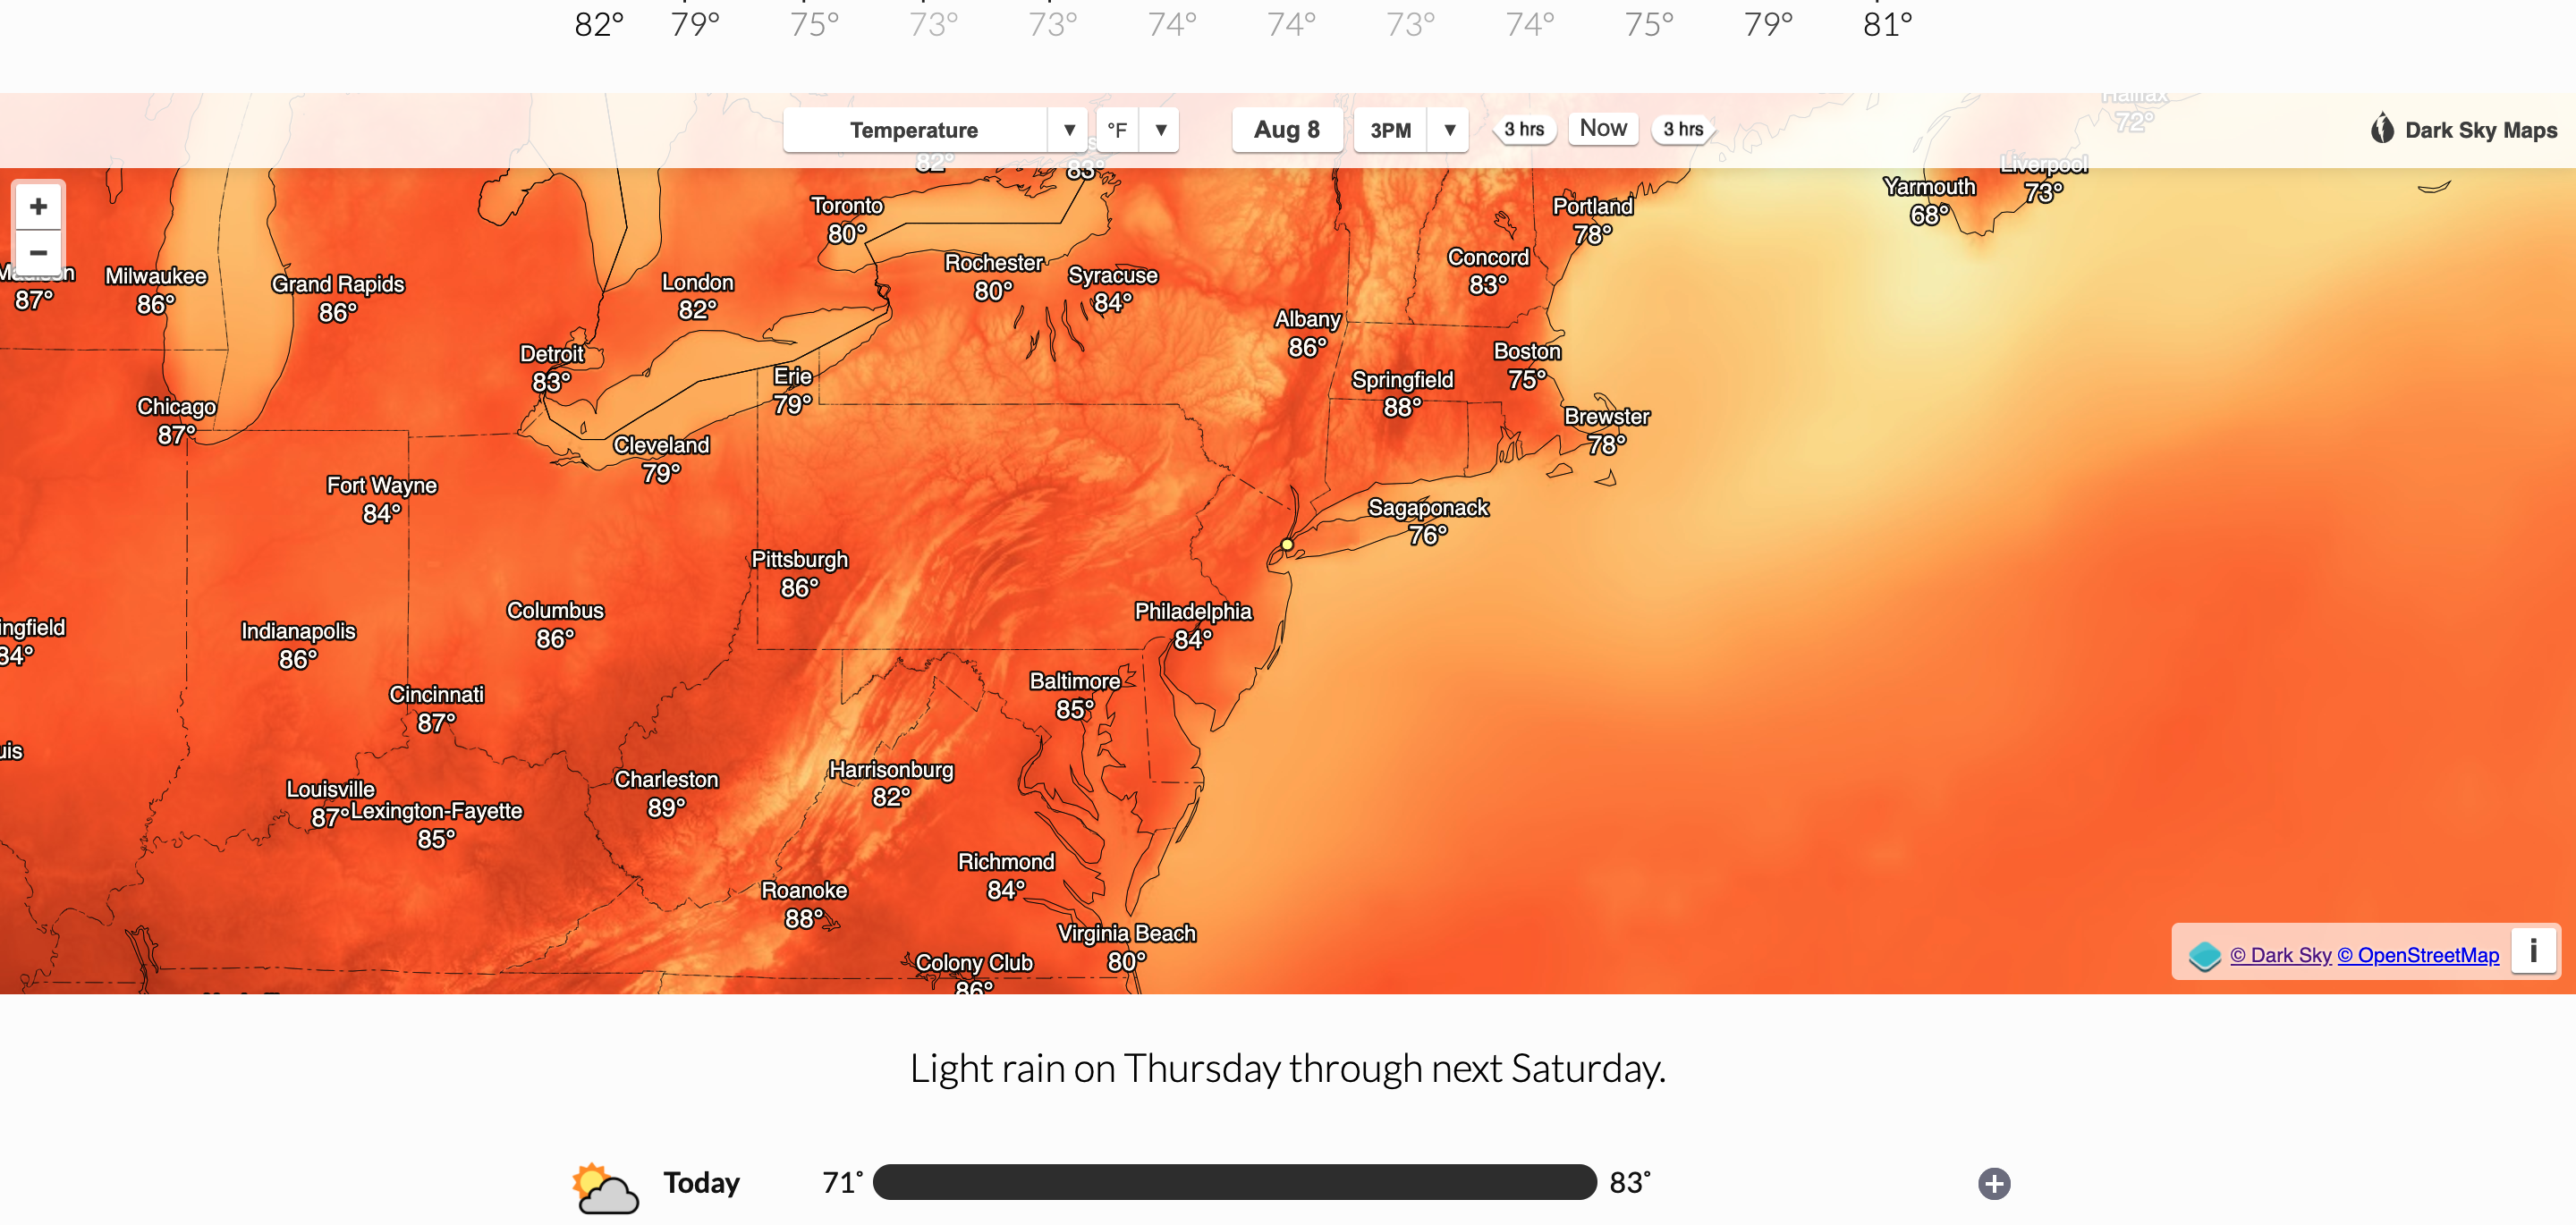 82° 79° 75° 73° 73° 74° 74° 73° 74° 75° 79° 81°
Temperature ▼ °F ▼ Aug 8 3PM ▼ 3 hrs Now 3 hrs
Dark Sky Maps
Halifax
72°
82°
83°
Liverpool
73°
Yarmouth
68°
+
−
Toronto
80°
Portland
78°
Madison
87°
Milwaukee
86°
Grand Rapids
86°
London
82°
Rochester
80°
Syracuse
84°
Concord
83°
Albany
86°
Detroit
83°
Erie
79°
Boston
75°
Springfield
88°
Chicago
87°
Cleveland
79°
Brewster
78°
Fort Wayne
84°
Sagaponack
76°
Pittsburgh
86°
Columbus
86°
Philadelphia
84°
ingfield
84°
Indianapolis
86°
Baltimore
85°
Cincinnati
87°
uis
Louisville
87°
Lexington-Fayette
85°
Charleston
89°
Harrisonburg
82°
Richmond
84°
Roanoke
88°
Virginia Beach
80°
Colony Club
86°
© Dark Sky © OpenStreetMap i
Light rain on Thursday through next Saturday.
Today 71° 83°